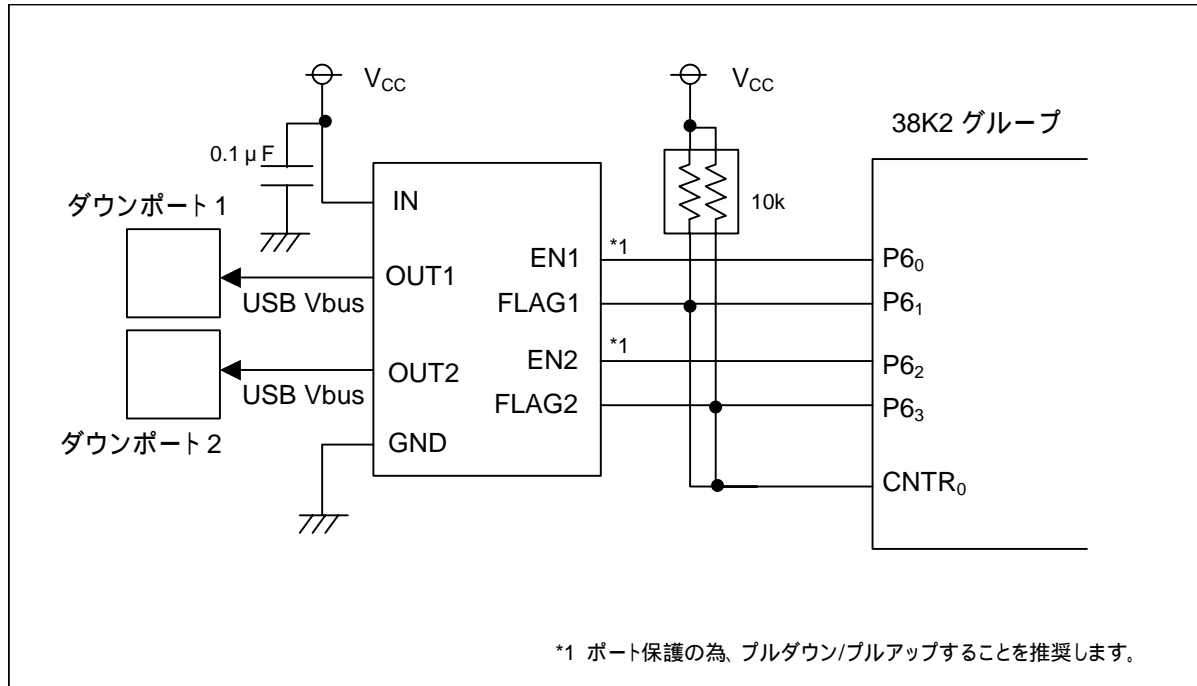 VCC
VCC
38K2 グループ
0.1 μF
ダウンポート 1
IN
10k
EN1
*1
P60
OUT1
USB Vbus
FLAG1
P61
EN2
*1
P62
OUT2
USB Vbus
FLAG2
P63
ダウンポート 2
GND
CNTR0
*1 ポート保護の為、プルダウン/プルアップすることを推奨します。